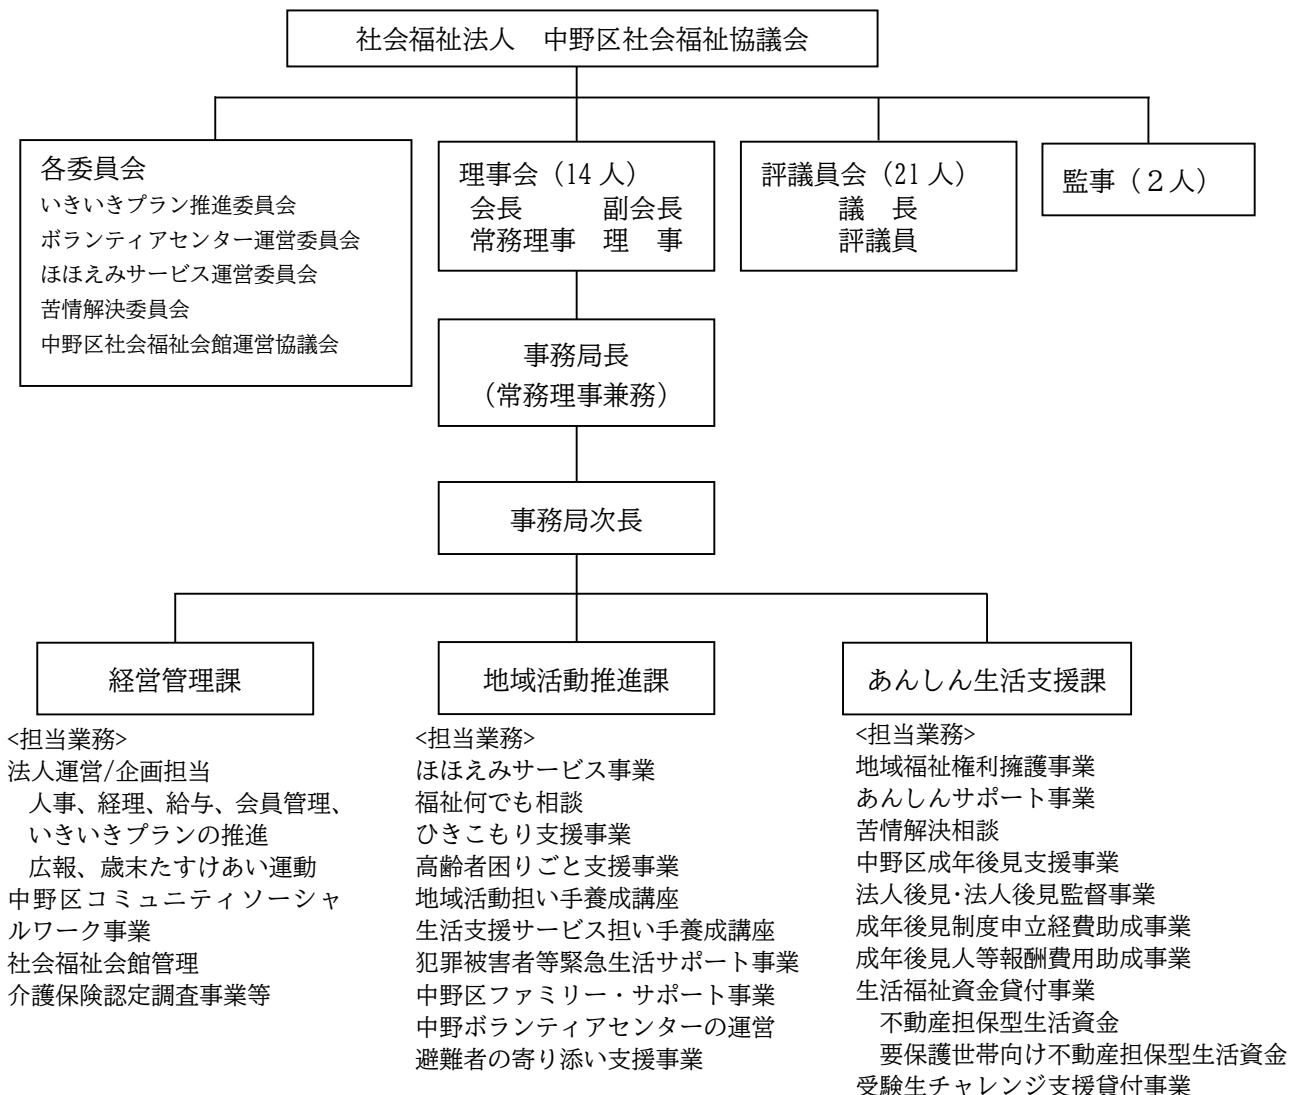 社会福祉法人　中野区社会福祉協議会
各委員会
いきいきプラン推進委員会
ボランティアセンター運営委員会
ほほえみサービス運営委員会
苦情解決委員会
中野区社会福祉会館運営協議会
理事会（14人）
会長　　副会長
常務理事　理　事
評議員会（21人）
議　長
評議員
監事（２人）
事務局長
（常務理事兼務）
事務局次長
経営管理課
<担当業務>
法人運営/企画担当
人事、経理、給与、会員管理、
いきいきプランの推進
広報、歳末たすけあい運動
中野区コミュニティソーシャ
ルワーク事業
社会福祉会館管理
介護保険認定調査事業等
地域活動推進課
<担当業務>
ほほえみサービス事業
福祉何でも相談
ひきこもり支援事業
高齢者困りごと支援事業
地域活動担い手養成講座
生活支援サービス担い手養成講座
犯罪被害者等緊急生活サポート事業
中野区ファミリー・サポート事業
中野ボランティアセンターの運営
避難者の寄り添い支援事業
あんしん生活支援課
<担当業務>
地域福祉権利擁護事業
あんしんサポート事業
苦情解決相談
中野区成年後見支援事業
法人後見・法人後見監督事業
成年後見制度申立経費助成事業
成年後見人等報酬費用助成事業
生活福祉資金貸付事業
不動産担保型生活資金
要保護世帯向け不動産担保型生活資金
受験生チャレンジ支援貸付事業